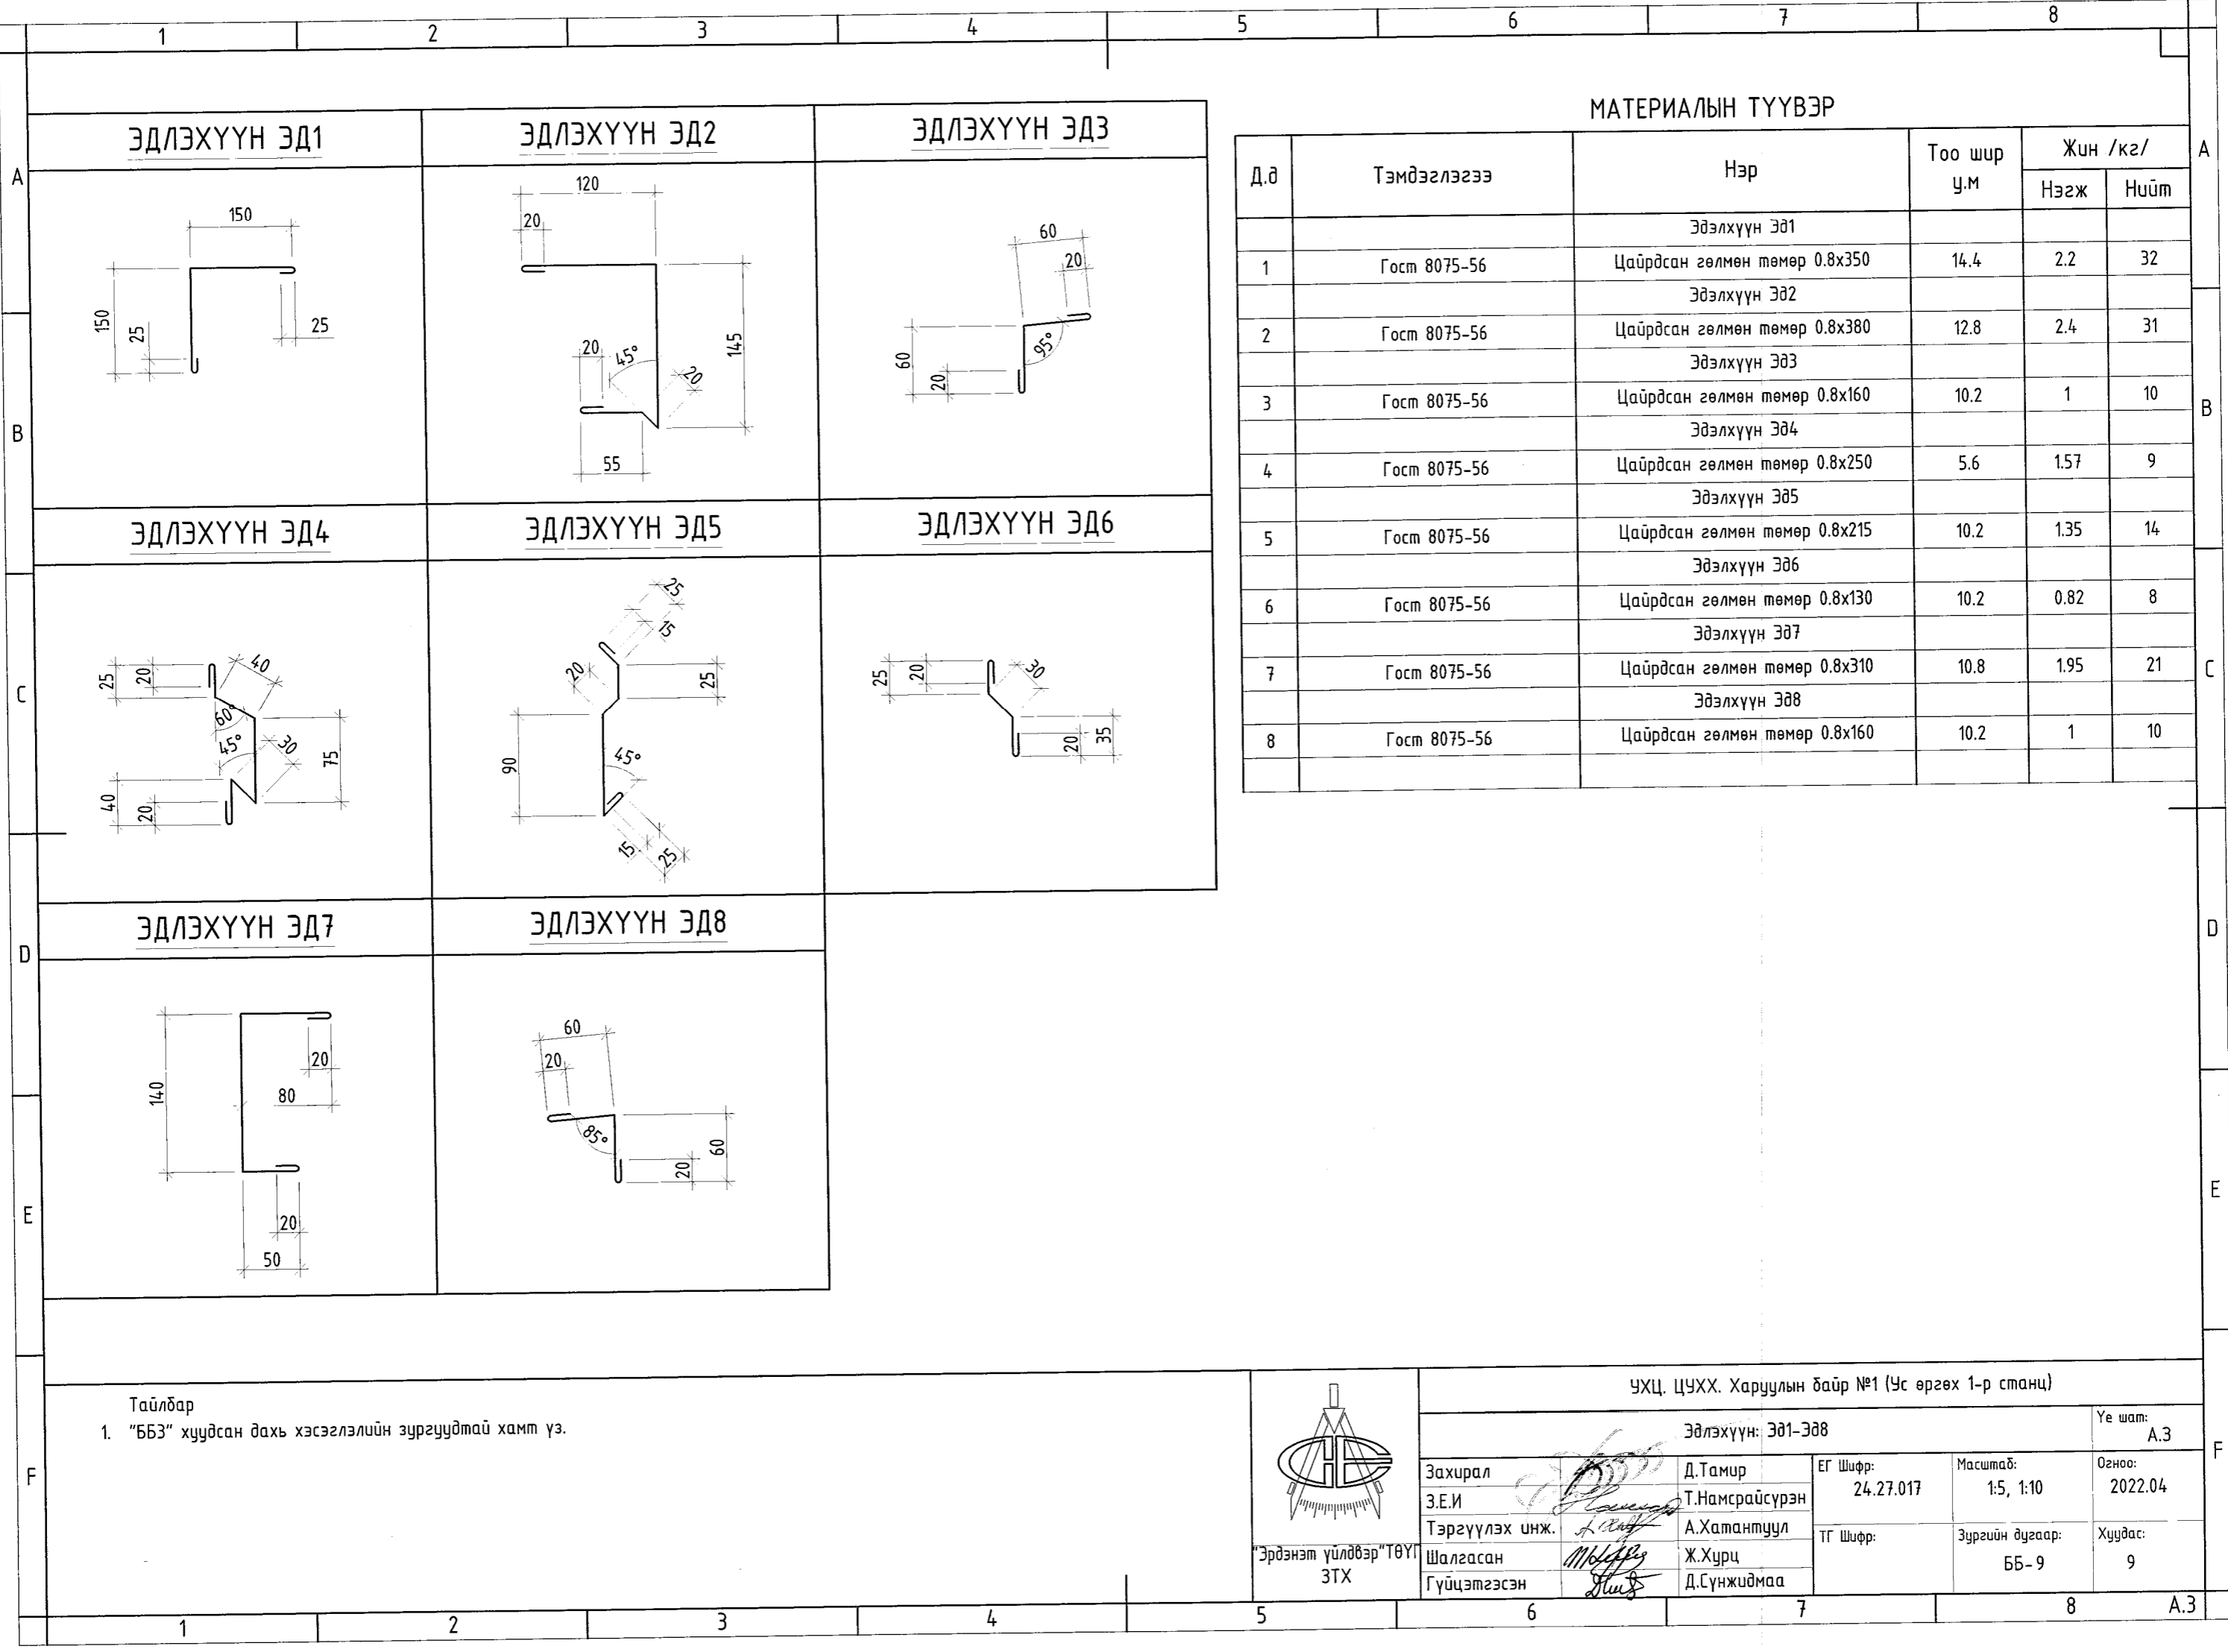 1 2 3 4 5 6 7 8
A B C D E F
ЭДЛЭХҮҮН ЭД1
150
150
25
25
ЭДЛЭХҮҮН ЭД2
120
20
145
20
45°
20
55
ЭДЛЭХҮҮН ЭД3
60
20
60
20
95°
ЭДЛЭХҮҮН ЭД4
25
20
40
60°
45°
30
75
40
20
ЭДЛЭХҮҮН ЭД5
25
15
20
25
90
45°
15
25
ЭДЛЭХҮҮН ЭД6
25
20
30
20
35
ЭДЛЭХҮҮН ЭД7
140
20
80
20
50
ЭДЛЭХҮҮН ЭД8
60
20
85°
60
20
МАТЕРИАЛЫН ТҮҮВЭР
Д.д Тэмдэглэгээ Нэр Тоо шир у.м Жин /кг/
Нэгж Нийт
Эдэлхүүн Эд1
1 Гост 8075-56 Цайрдсан гөлмөн төмөр 0.8x350 14.4 2.2 32
Эдэлхүүн Эд2
2 Гост 8075-56 Цайрдсан гөлмөн төмөр 0.8x380 12.8 2.4 31
Эдэлхүүн Эд3
3 Гост 8075-56 Цайрдсан гөлмөн төмөр 0.8x160 10.2 1 10
Эдэлхүүн Эд4
4 Гост 8075-56 Цайрдсан гөлмөн төмөр 0.8x250 5.6 1.57 9
Эдэлхүүн Эд5
5 Гост 8075-56 Цайрдсан гөлмөн төмөр 0.8x215 10.2 1.35 14
Эдэлхүүн Эд6
6 Гост 8075-56 Цайрдсан гөлмөн төмөр 0.8x130 10.2 0.82 8
Эдэлхүүн Эд7
7 Гост 8075-56 Цайрдсан гөлмөн төмөр 0.8x310 10.8 1.95 21
Эдэлхүүн Эд8
8 Гост 8075-56 Цайрдсан гөлмөн төмөр 0.8x160 10.2 1 10
Тайлбар
1. "ББ3" хуудсан дахь хэсэглэлийн зургуудтай хамт үз.
"Эрдэнэт үйлдвэр"ТӨҮГ
ЗТХ
УХЦ. ЦУХХ. Харуулын байр №1 (Ус өргөх 1-р станц)
Эдлэхүүн: Эд1-Эд8
Үе шат:
А.З
Захирал Д.Тамир
З.Е.И Т.Намсрайсүрэн
Тэргүүлэх инж. А.Хатантуул
Шалгасан Ж.Хурц
Гүйцэтгэсэн Д.Сүнжидмаа
ЕГ Шифр:
24.27.017
Масштаб:
1:5, 1:10
Огноо:
2022.04
ТГ Шифр:
Зургийн дугаар:
ББ-9
Хуудас:
9
1 2 3 4 5 6 7 8 А.З
A B C D E F